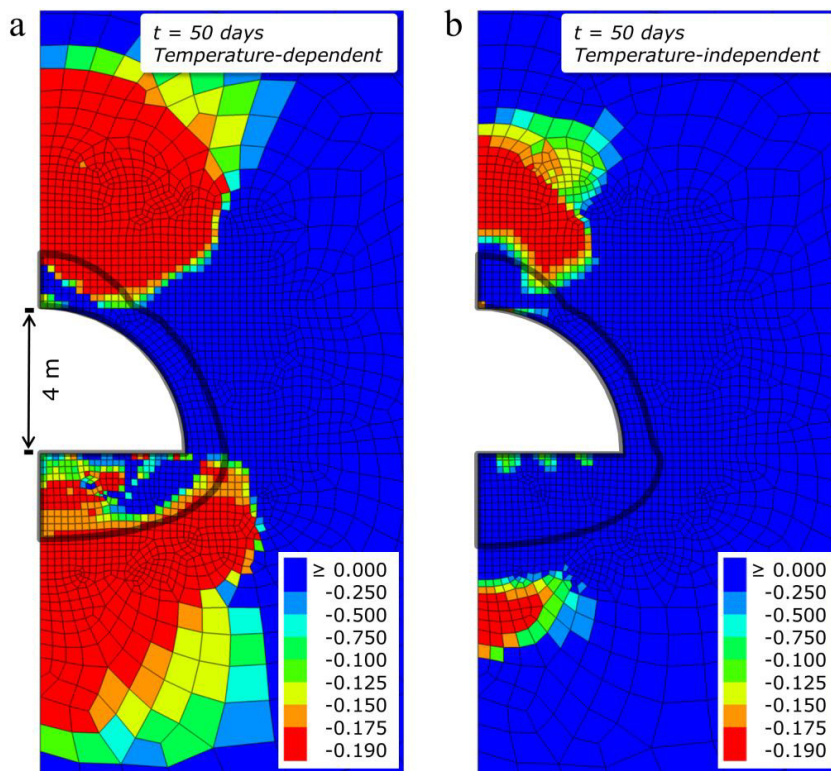 a
t = 50 days
Temperature-dependent
4 m
≥ 0.000
-0.250
-0.500
-0.750
-0.100
-0.125
-0.150
-0.175
-0.190
b
t = 50 days
Temperature-independent
≥ 0.000
-0.250
-0.500
-0.750
-0.100
-0.125
-0.150
-0.175
-0.190